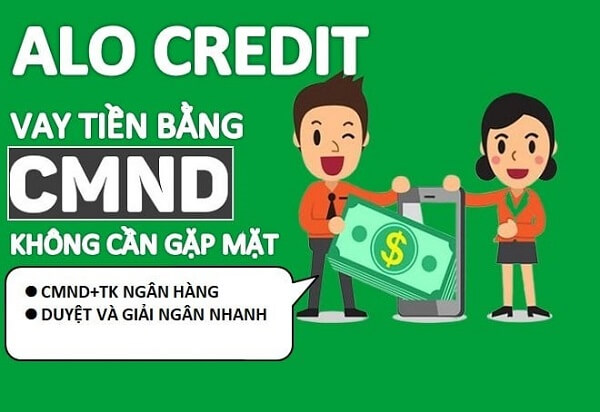 ALO CREDIT
VAY TIỀN BẰNG
CMND
KHÔNG CẦN GẶP MẶT
● CMND+TK NGÂN HÀNG
● DUYỆT VÀ GIẢI NGÂN NHANH
$